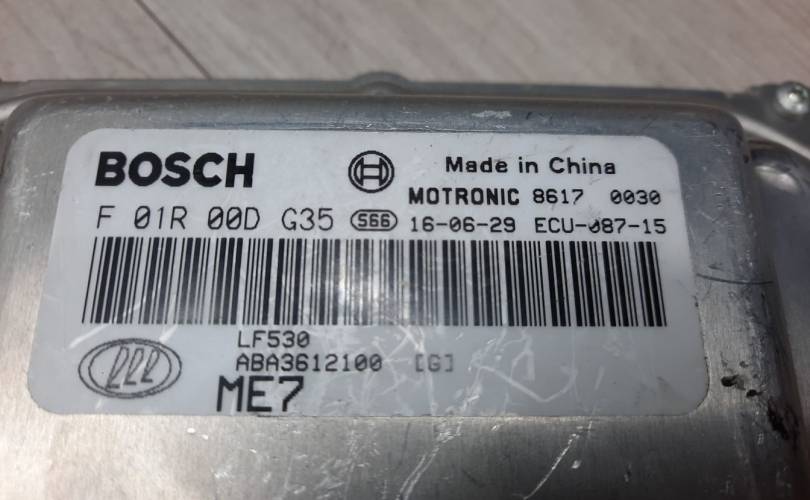 BOSCH Made in China
MOTRONIC 8617 0030
F 01R 00D G35 S66 16-06-29 ECU-087-15
LF530
ABA3612100 [G]
ME7